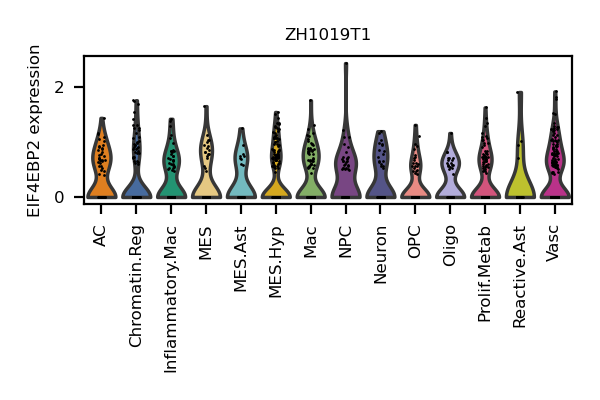 ZH1019T1
EIF4EBP2 expression
2
0
AC
Chromatin.Reg
Inflammatory.Mac
MES
MES.Ast
MES.Hyp
Mac
NPC
Neuron
OPC
Oligo
Prolif.Metab
Reactive.Ast
Vasc